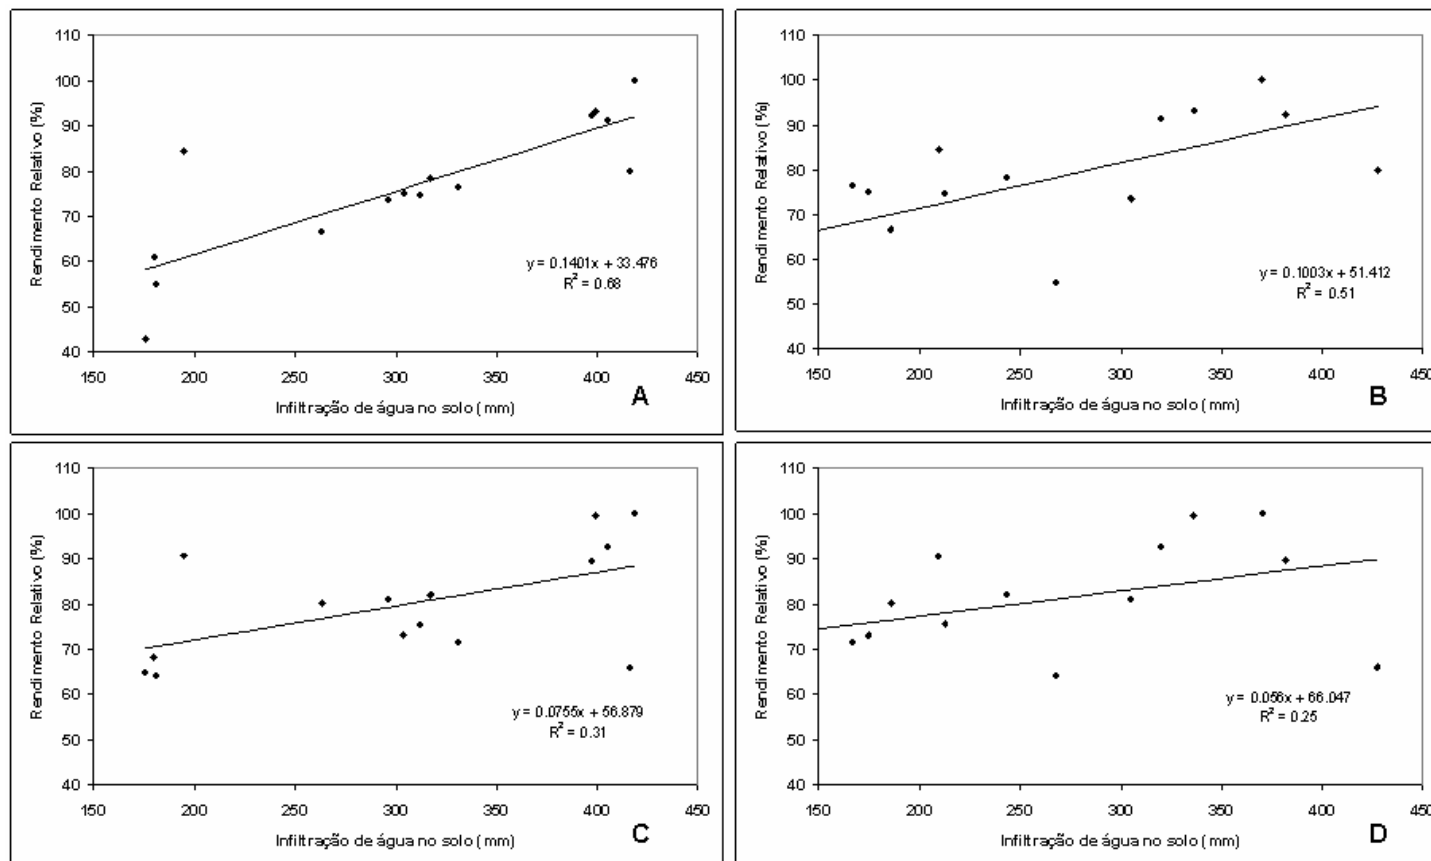 110
100
90
80
70
60
50
40
Rendimento Relativo (%)
150 200 250 300 350 400 450
Infiltração de água no solo (mm)
y = 0.1401x + 33.476
R² = 0.68
A
110
100
90
80
70
60
50
40
Rendimento Relativo (%)
150 200 250 300 350 400 450
Infiltração de água no solo (mm)
y = 0.1003x + 51.412
R² = 0.51
B
110
100
90
80
70
60
50
40
Rendimento Relativo (%)
150 200 250 300 350 400 450
Infiltração de água no solo (mm)
y = 0.0755x + 56.879
R² = 0.31
C
110
100
90
80
70
60
50
40
Rendimento Relativo (%)
150 200 250 300 350 400 450
Infiltração de água no solo (mm)
y = 0.056x + 66.047
R² = 0.25
D